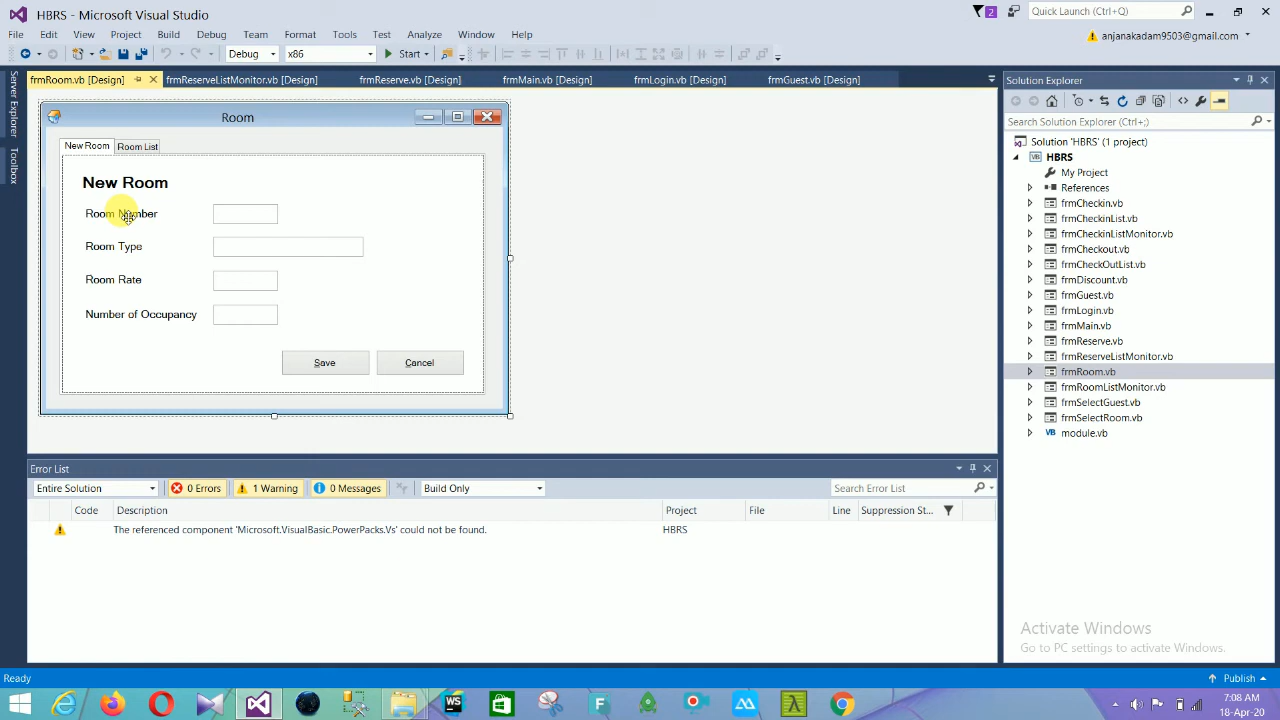 HBRS - Microsoft Visual Studio
2
Quick Launch (Ctrl+Q)
File Edit View Project Build Debug Team Format Tools Test Analyze Window Help
anjanakadam9503@gmail.com
Debug x86 Start
Server Explorer
Toolbox
frmRoom.vb [Design] frmReserveListMonitor.vb [Design] frmReserve.vb [Design] frmMain.vb [Design] frmLogin.vb [Design] frmGuest.vb [Design]
Room
New Room Room List
New Room
Room Number
Room Type
Room Rate
Number of Occupancy
Save Cancel
Solution Explorer
Search Solution Explorer (Ctrl+;)
Solution 'HBRS' (1 project)
VB HBRS
My Project
References
frmCheckin.vb
frmCheckinList.vb
frmCheckinListMonitor.vb
frmCheckout.vb
frmCheckOutList.vb
frmDiscount.vb
frmGuest.vb
frmLogin.vb
frmMain.vb
frmReserve.vb
frmReserveListMonitor.vb
frmRoom.vb
frmRoomListMonitor.vb
frmSelectGuest.vb
frmSelectRoom.vb
VB module.vb
Error List
Entire Solution 0 Errors 1 Warning 0 Messages Build Only Search Error List
Code Description Project File Line Suppression St...
The referenced component 'Microsoft.VisualBasic.PowerPacks.Vs' could not be found. HBRS
Activate Windows
Go to PC settings to activate Windows.
Ready
Publish
WS
F
7:08 AM
18-Apr-20